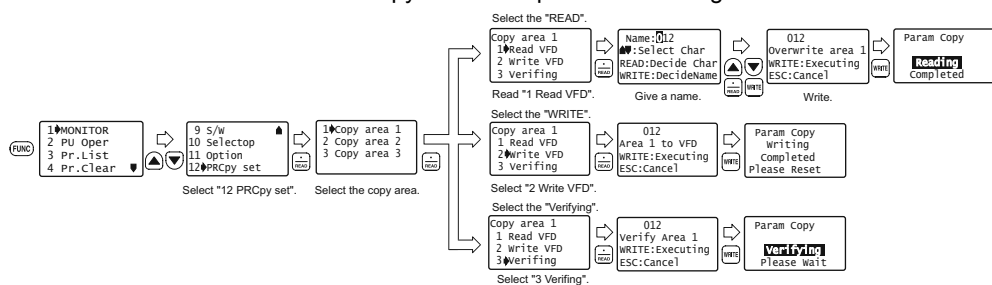 Select the "READ".
FUNC
1 MONITOR
2 PU Oper
3 Pr.List
4 Pr.Clear
9 S/W
10 Selectop
11 Option
12 PRCpy set
Select "12 PRCpy set".
READ
1 Copy area 1
2 Copy area 2
3 Copy area 3
Select the copy area.
READ
Copy area 1
1 Read VFD
2 Write VFD
3 Verifing
Read "1 Read VFD".
READ
Name:012
:Select Char
READ:Decide Char
WRITE:DecideName
Give a name.
READ WRITE
012
Overwrite area 1
WRITE:Executing
ESC:Cancel
Write.
WRITE
Param Copy
Reading
Completed
Select the "WRITE".
Copy area 1
1 Read VFD
2 Write VFD
3 Verifing
Select "2 Write VFD".
READ
012
Area 1 to VFD
WRITE:Executing
ESC:Cancel
WRITE
Param Copy
Writing
Completed
Please Reset
Select the "Verifying".
Copy area 1
1 Read VFD
2 Write VFD
3 Verifing
Select "3 Verifing".
READ
012
Verify Area 1
WRITE:Executing
ESC:Cancel
WRITE
Param Copy
Verifying
Please Wait